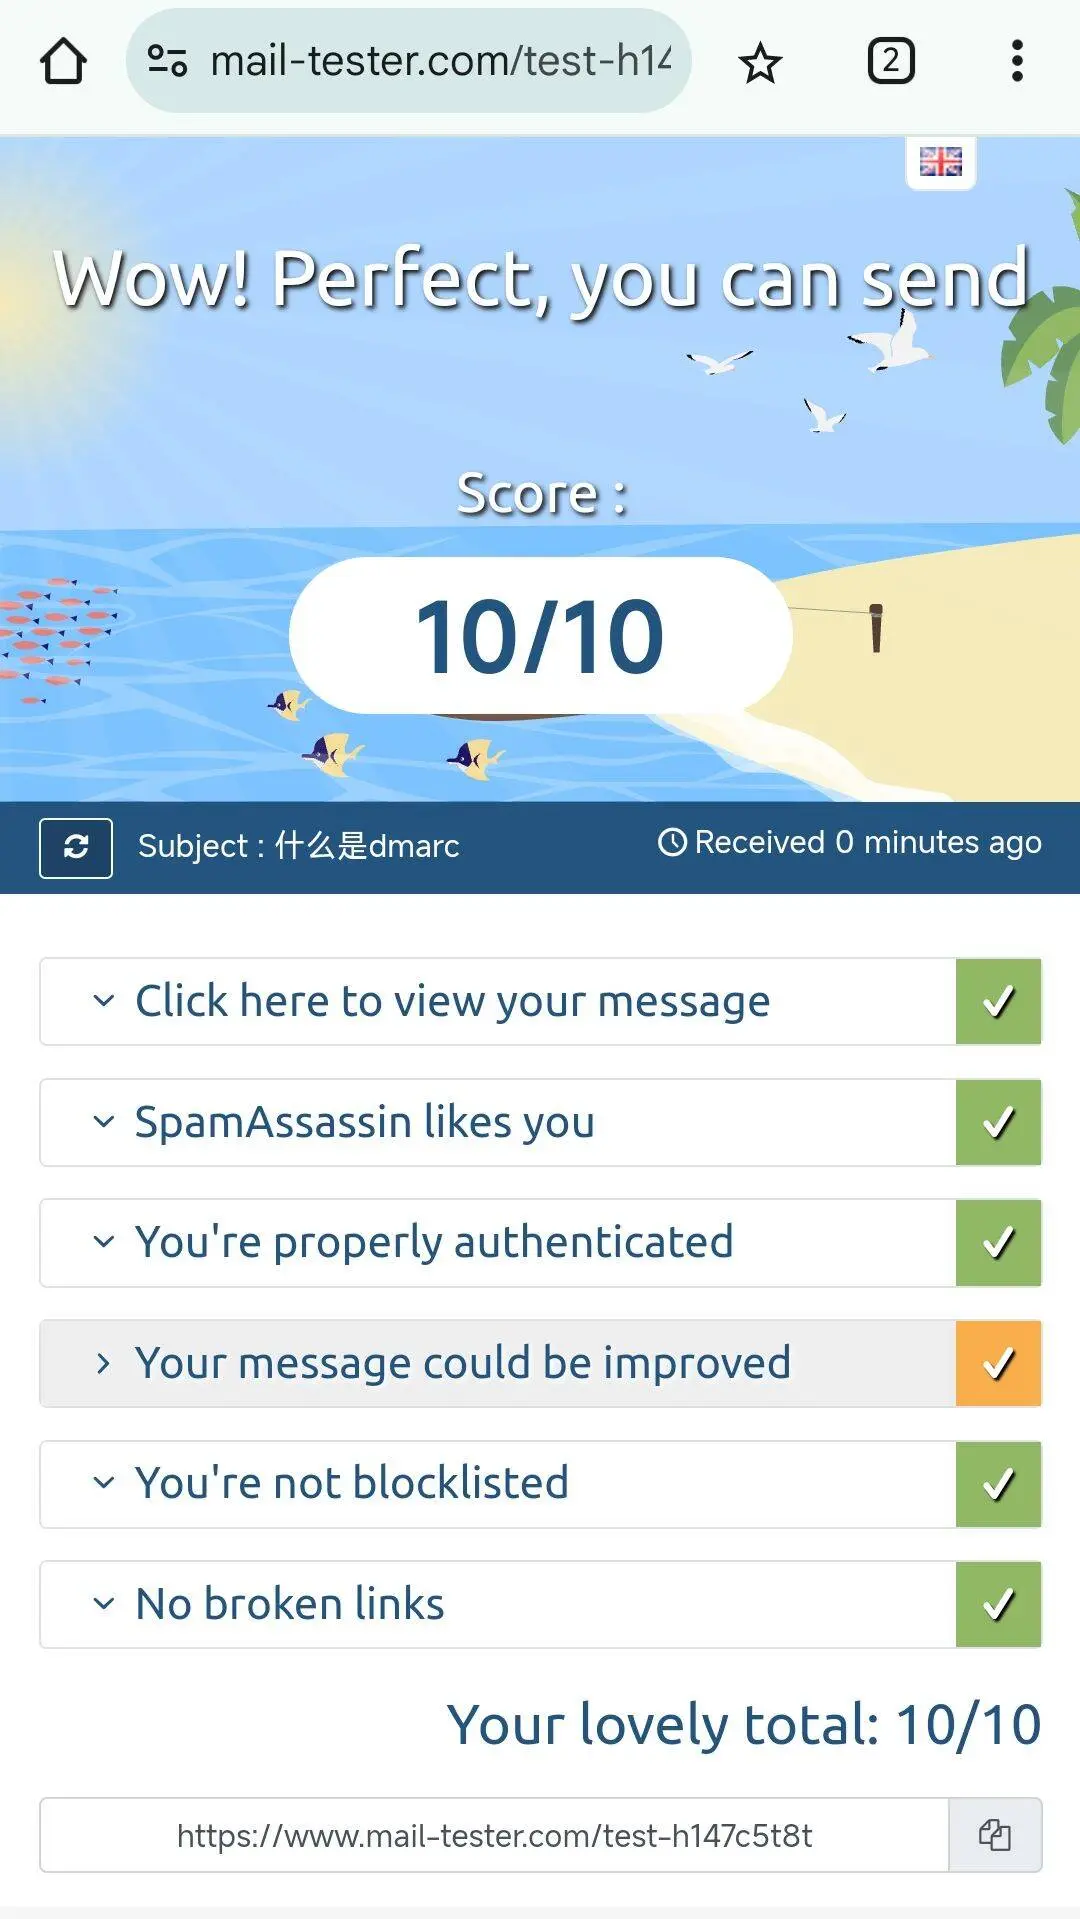 mail-tester.com/test-h14
2
Wow! Perfect, you can send
Score :
10/10
Subject : 什么是dmarc
Received 0 minutes ago
Click here to view your message
SpamAssassin likes you
You're properly authenticated
Your message could be improved
You're not blocklisted
No broken links
Your lovely total: 10/10
https://www.mail-tester.com/test-h147c5t8t